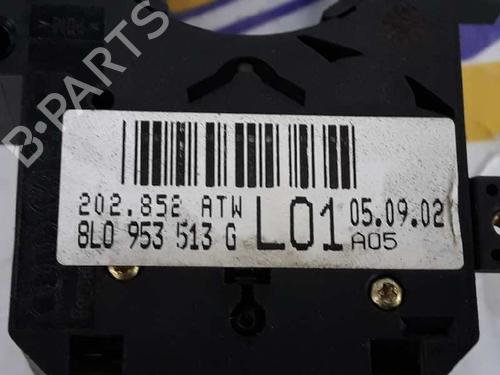 B-PARTS
202.852 ATW
8L0 953 513 G
L01
05.09.02
A05